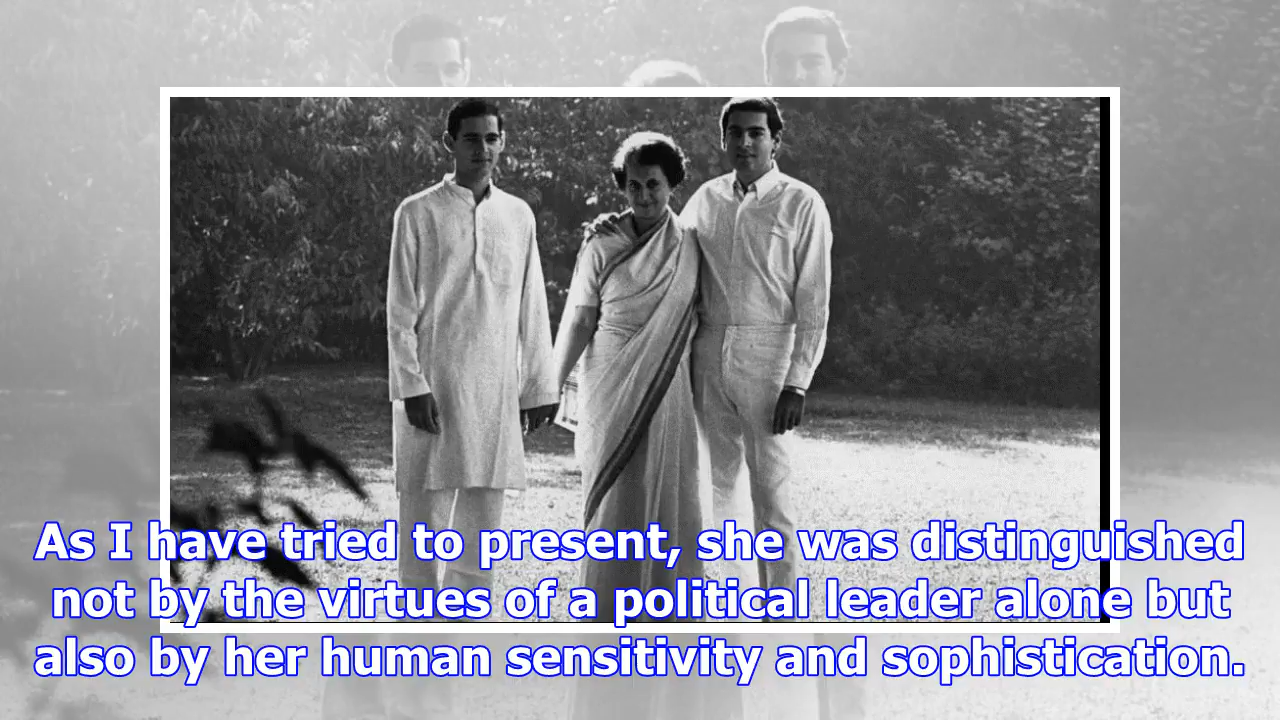 As I have tried to present, she was distinguished
not by the virtues of a political leader alone but
also by her human sensitivity and sophistication.